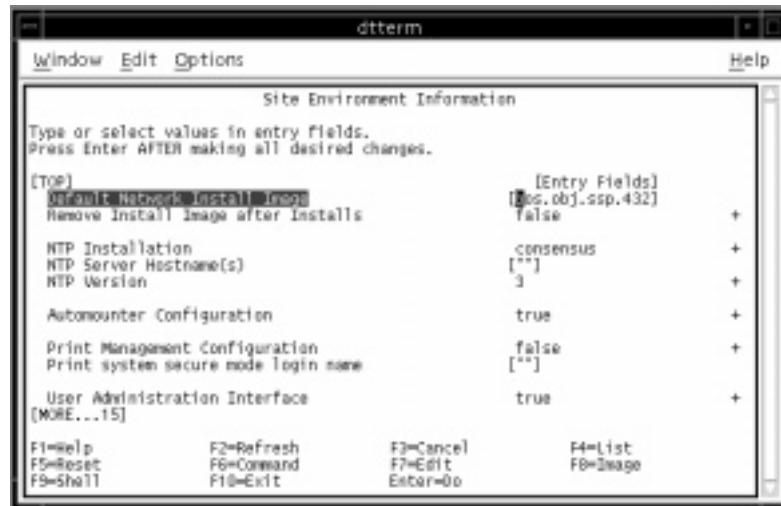 dtterm
Window Edit Options Help
Site Environment Information
Type or select values in entry fields.
Press Enter AFTER making all desired changes.
[TOP] [Entry Fields]
Default Network Install Image [bos.obj.ssp.432]
Remove Install Image after Installs false +
NTP Installation consensus +
NTP Server Hostname(s) [""]
NTP Version 3 +
Automounter Configuration true +
Print Management Configuration false +
Print system secure mode login name [""]
User Administration Interface true +
[MORE...15]
F1=Help F2=Refresh F3=Cancel F4=List
F5=Reset F6=Command F7=Edit F8=Image
F9=Shell F10=Exit Enter=Do